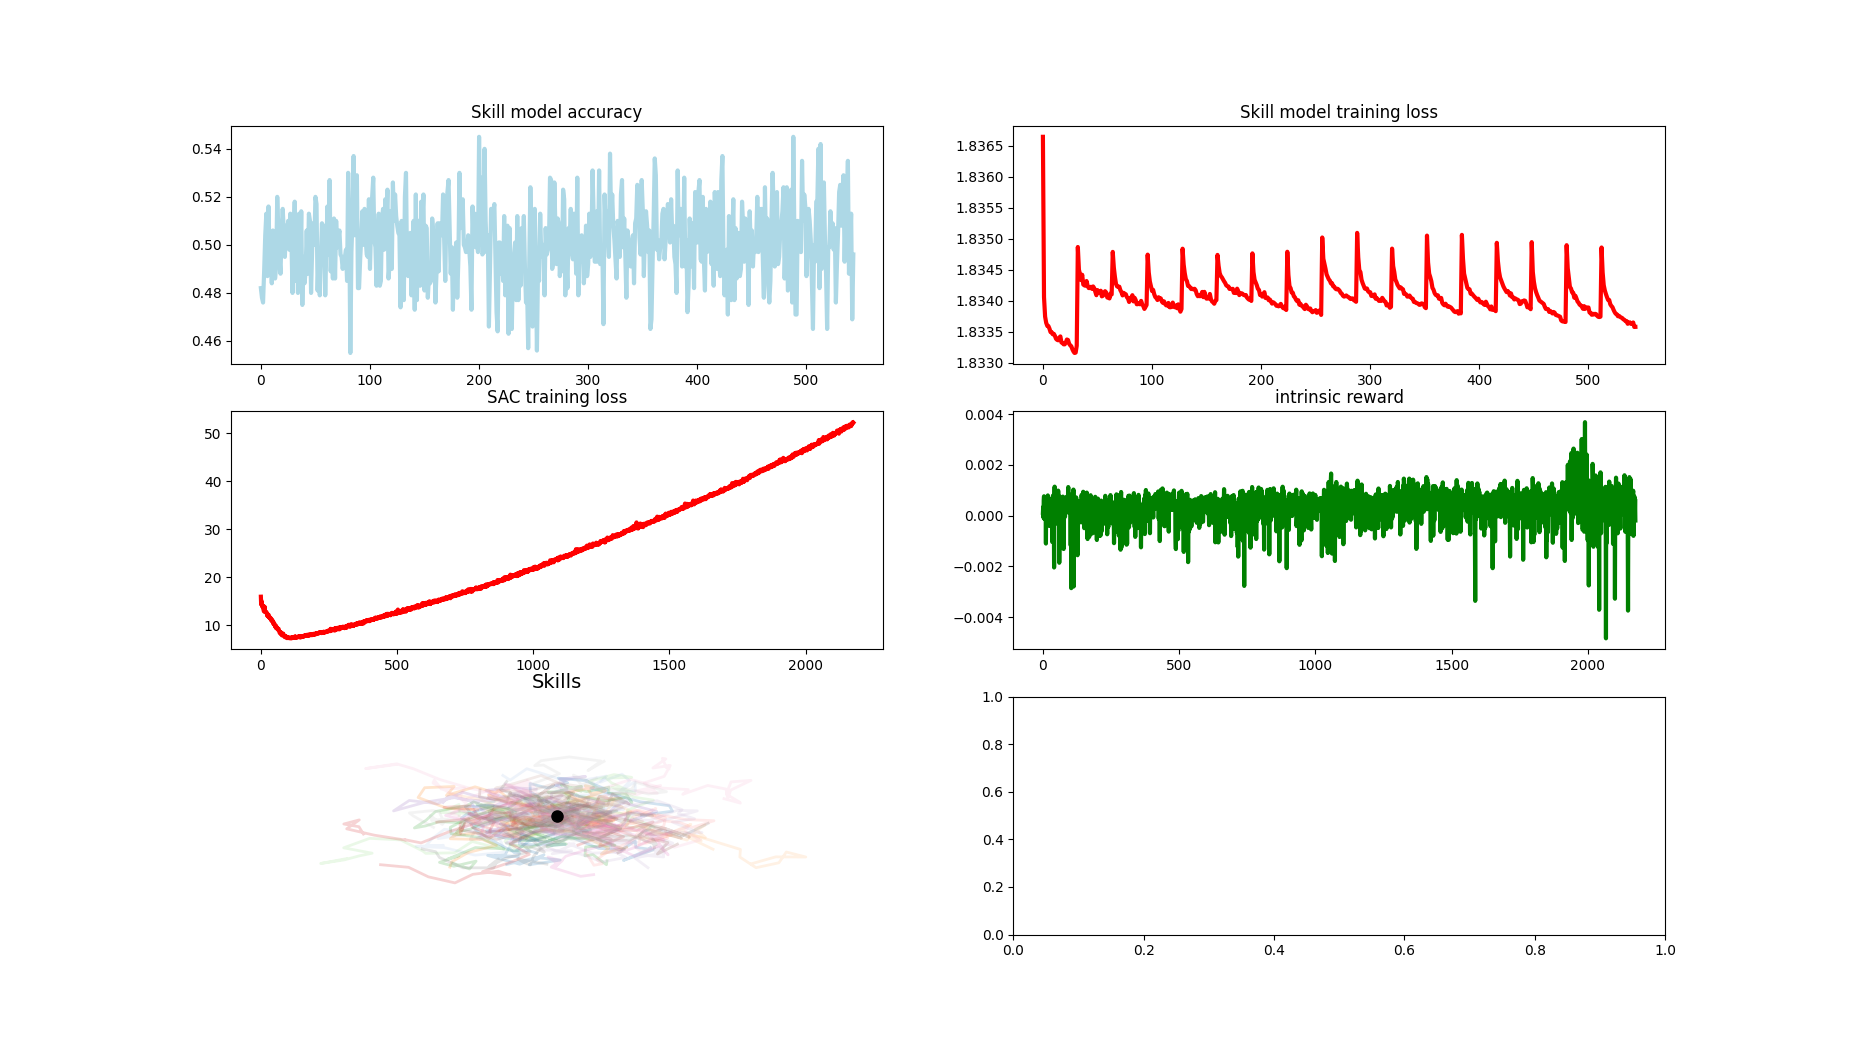 Skill model accuracy
0.54
0.52
0.50
0.48
0.46
0 100 200 300 400 500
Skill model training loss
1.8365
1.8360
1.8355
1.8350
1.8345
1.8340
1.8335
1.8330
0 100 200 300 400 500
SAC training loss
50
40
30
20
10
0 500 1000 1500 2000
intrinsic reward
0.004
0.002
0.000
−0.002
−0.004
0 500 1000 1500 2000
Skills
1.0
0.8
0.6
0.4
0.2
0.0
0.0 0.2 0.4 0.6 0.8 1.0